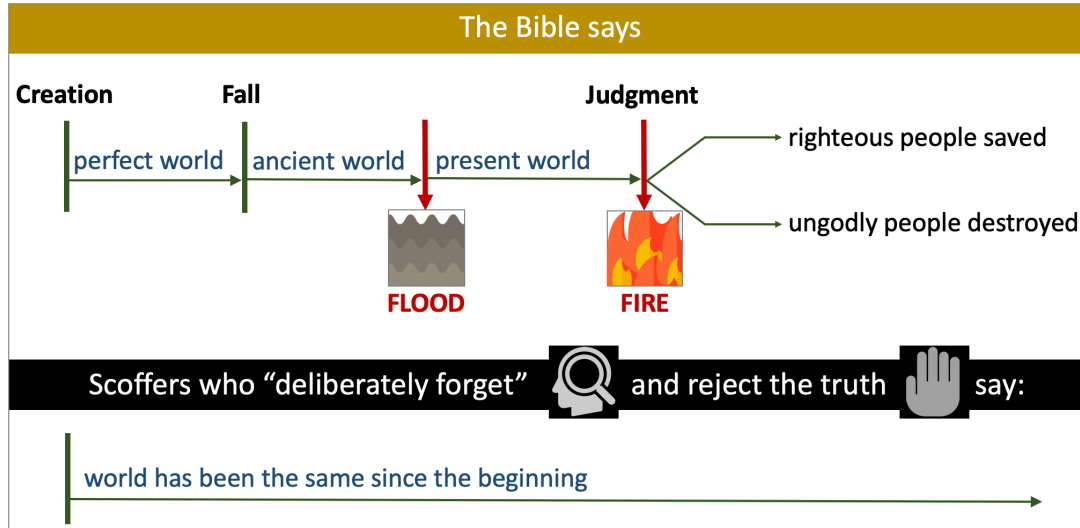 The Bible says
Creation Fall Judgment
perfect world ancient world present world
righteous people saved
ungodly people destroyed
FLOOD FIRE
Scoffers who “deliberately forget” and reject the truth say:
world has been the same since the beginning